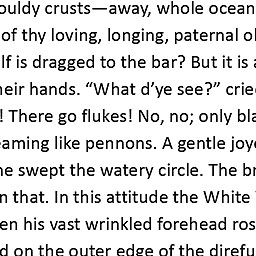 ouldy crusts—away, whole ocean
of thy loving, longing, paternal o
lf is dragged to the bar? But it is a
heir hands. “What d’ye see?” crie
! There go flukes! No, no; only bla
eaming like pennons. A gentle joy
he swept the watery circle. The br
n that. In this attitude the White
en his vast wrinkled forehead ros
d on the outer edge of the direfu